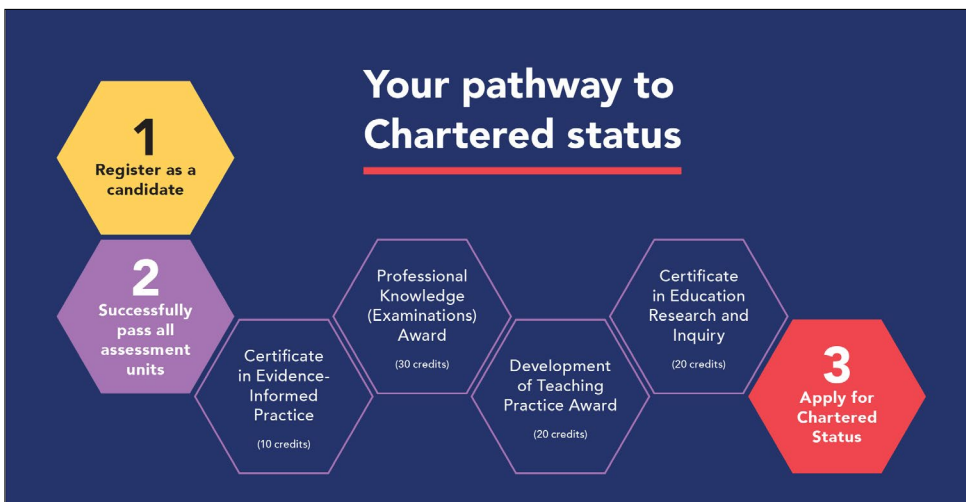 Your pathway to
Chartered status
1
Register as a
candidate
2
Successfully
pass all
assessment
units
Certificate
in Evidence-
Informed
Practice
(10 credits)
Professional
Knowledge
(Examinations)
Award
(30 credits)
Development
of Teaching
Practice Award
(20 credits)
Certificate
in Education
Research and
Inquiry
(20 credits)
3
Apply for
Chartered
Status